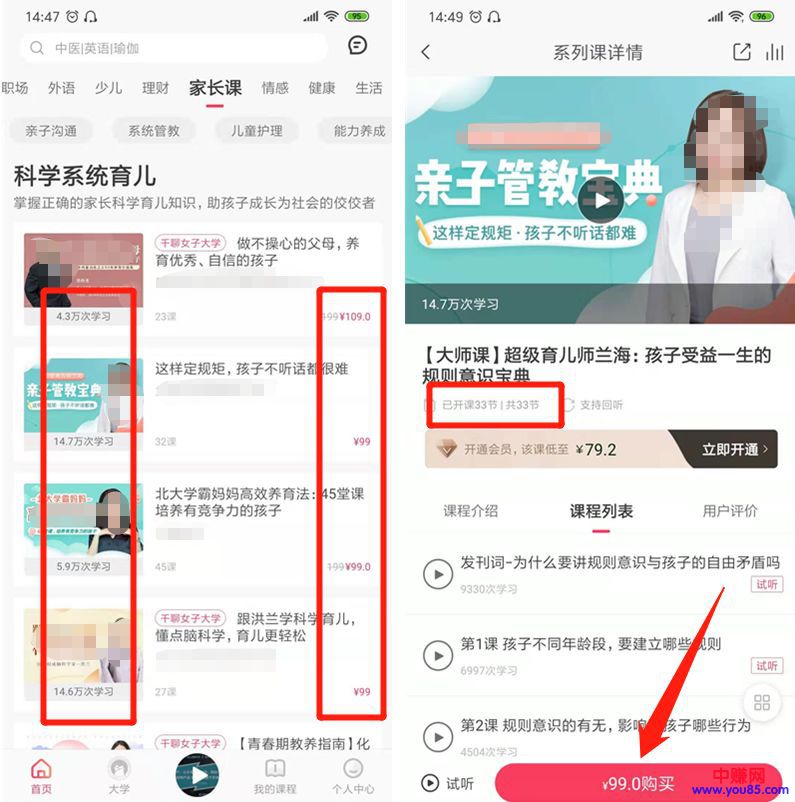 14:47
95
中医|英语|瑜伽
职场 外语 少儿 理财 家长课 情感 健康 生活
亲子沟通 系统管教 儿童护理 能力养成
科学系统育儿
掌握正确的家长科学育儿知识，助孩子成长为社会的佼佼者
千聊女子大学 做不操心的父母，养
育优秀、自信的孩子
4.3万次学习
23课
199 ¥109.0
这样定规矩，孩子不听话都很难
亲子管教宝典
14.7万次学习
32课
¥99
北大学霸妈妈高效养育法：45堂课
培养有竞争力的孩子
5.9万次学习
45课
199 ¥99.0
千聊女子大学 跟洪兰学科学育儿，
懂点脑科学，育儿更轻松
14.6万次学习
27课
¥99
千聊女子大学 【青春期教养指南】化
首页 大学 我的课程 个人中心
14:49
96
系列课详情
亲子管教宝典
这样定规矩·孩子不听话都难
14.7万次学习
【大师课】超级育儿师兰海：孩子受益一生的
规则意识宝典
已开课33节 | 共33节 支持回听
开通会员，该课低至 ¥79.2 立即开通
课程介绍 课程列表 用户评价
发刊词-为什么要讲规则意识与孩子的自由矛盾吗
9330次学习
试听
第1课 孩子不同年龄段，要建立哪些规则
6997次学习
试听
第2课 规则意识的有无，影响孩子哪些行为
4504次学习
试听
¥99.0购买
中赚网
www.you85.com